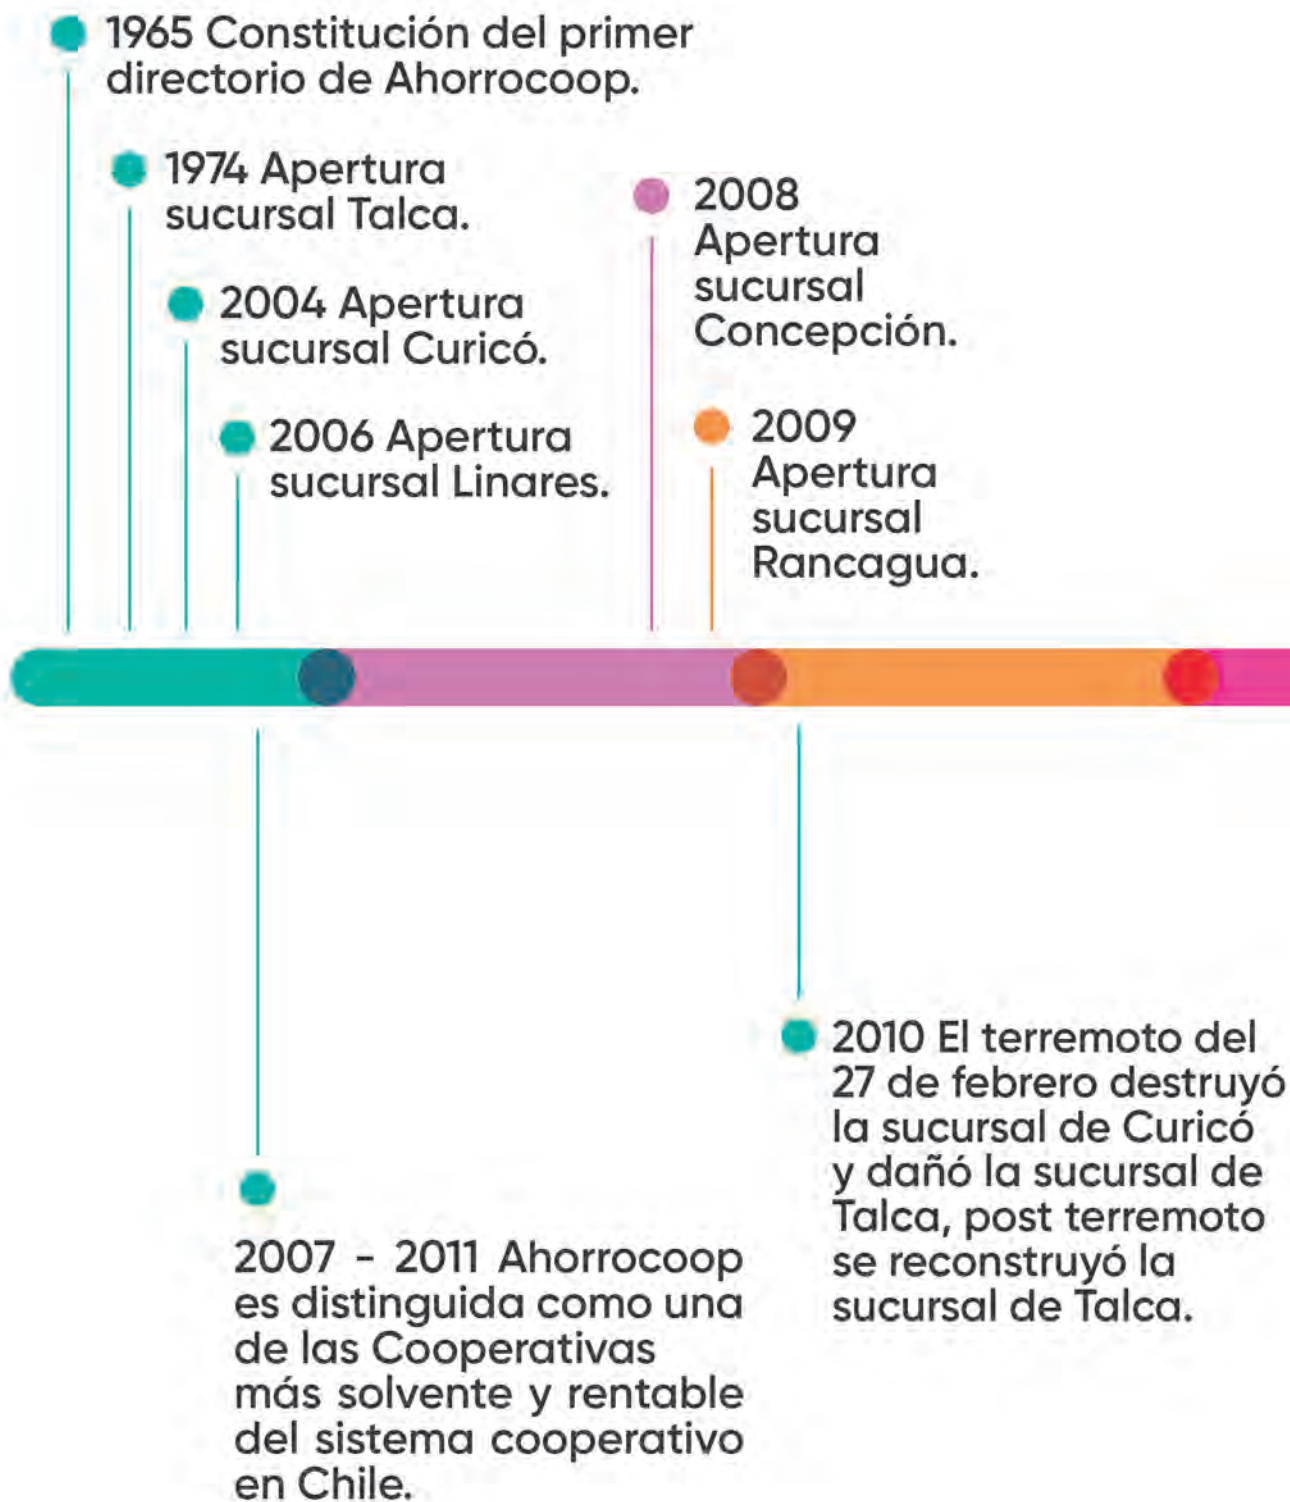 1965 Constitución del primer
directorio de Ahorrocoop.
1974 Apertura
sucursal Talca.
2004 Apertura
sucursal Curicó.
2006 Apertura
sucursal Linares.
2008
Apertura
sucursal
Concepción.
2009
Apertura
sucursal
Rancagua.
2007 - 2011 Ahorrocoop
es distinguida como una
de las Cooperativas
más solvente y rentable
del sistema cooperativo
en Chile.
2010 El terremoto del
27 de febrero destruyó
la sucursal de Curicó
y dañó la sucursal de
Talca, post terremoto
se reconstruyó la
sucursal de Talca.